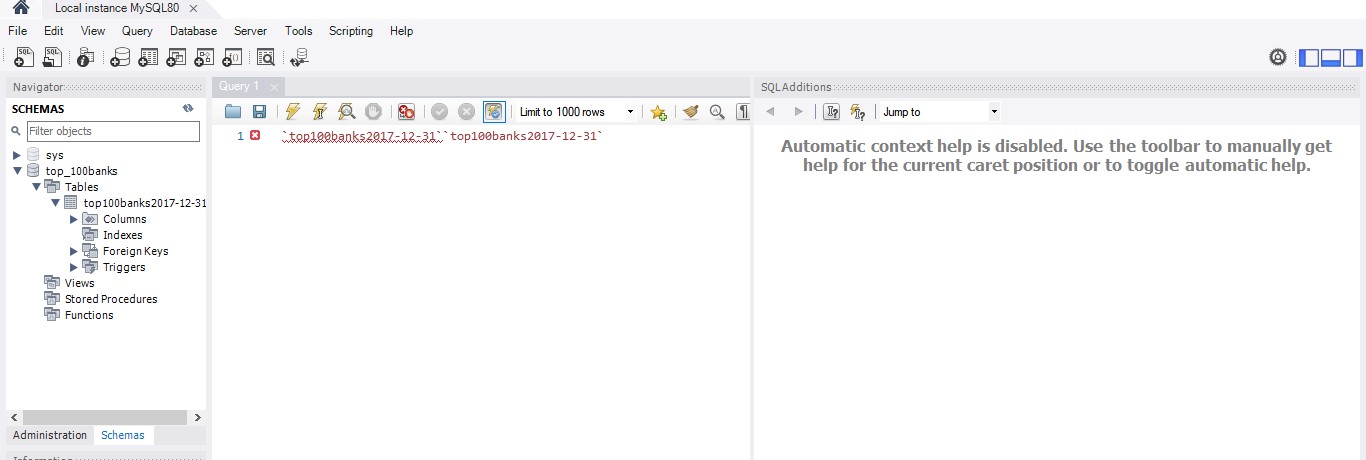 Local instance MySQL80
File Edit View Query Database Server Tools Scripting Help
Navigator
SCHEMAS
Filter objects
sys
top_100banks
Tables
top100banks2017-12-31
Columns
Indexes
Foreign Keys
Triggers
Views
Stored Procedures
Functions
Administration Schemas
Information
Query 1
Limit to 1000 rows
1 `top100banks2017-12-31``top100banks2017-12-31`
SQLAdditions
Jump to
Automatic context help is disabled. Use the toolbar to manually get
help for the current caret position or to toggle automatic help.